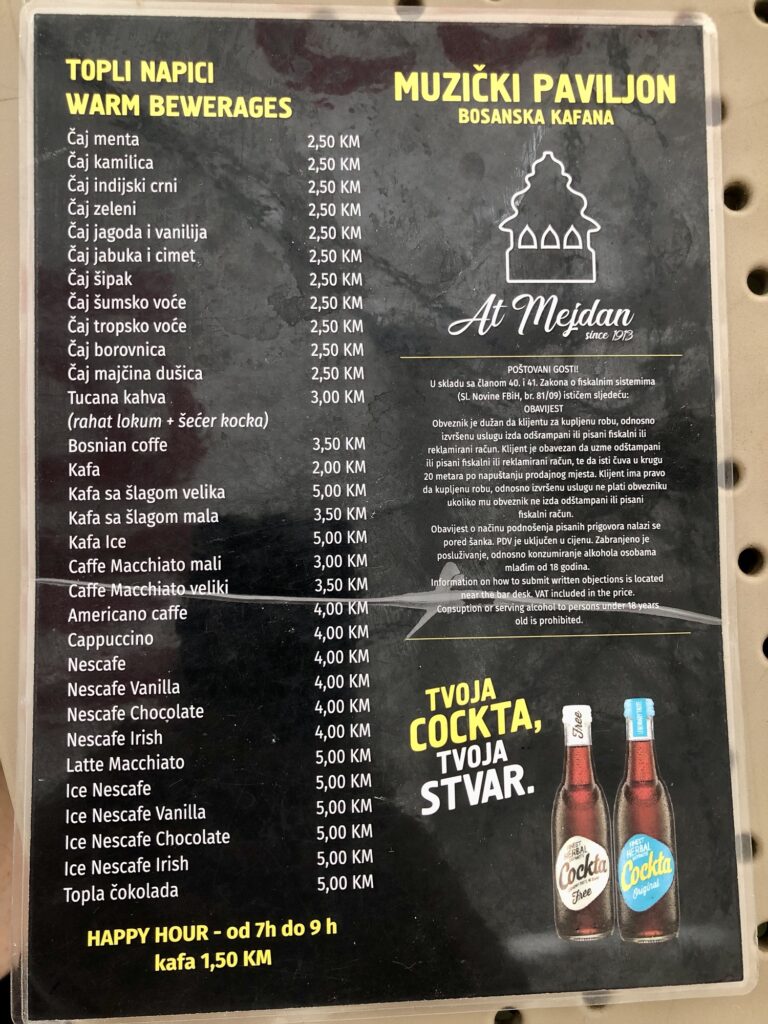 TOPLI NAPICI
WARM BEWERAGES
Čaj menta 2,50 KM
Čaj kamilica 2,50 KM
Čaj indijski crni 2,50 KM
Čaj zeleni 2,50 KM
Čaj jagoda i vanilija 2,50 KM
Čaj jabuka i cimet 2,50 KM
Čaj šipak 2,50 KM
Čaj šumsko voće 2,50 KM
Čaj tropsko voće 2,50 KM
Čaj borovnica 2,50 KM
Čaj majčina dušica 2,50 KM
Tucana kahva 3,00 KM
(rahat lokum + šećer kocka)
Bosnian coffe 3,50 KM
Kafa 2,00 KM
Kafa sa šlagom velika 5,00 KM
Kafa sa šlagom mala 3,50 KM
Kafa Ice 5,00 KM
Caffe Macchiato mali 3,00 KM
Caffe Macchiato veliki 3,50 KM
Americano caffe 4,00 KM
Cappuccino 4,00 KM
Nescafe 4,00 KM
Nescafe Vanilla 4,00 KM
Nescafe Chocolate 4,00 KM
Nescafe Irish 4,00 KM
Latte Macchiato 5,00 KM
Ice Nescafe 5,00 KM
Ice Nescafe Vanilla 5,00 KM
Ice Nescafe Chocolate 5,00 KM
Ice Nescafe Irish 5,00 KM
Topla čokolada 5,00 KM
HAPPY HOUR - od 7h do 9 h
kafa 1,50 KM
MUZIČKI PAVILJON
BOSANSKA KAFANA
At Mejdan
since 1913
POŠTOVANI GOSTI!
U skladu sa članom 40. i 41. Zakona o fiskalnim sistemima
(Sl. Novine FBiH, br. 81/09) ističem sljedeću:
OBAVIJEST
Obveznik je dužan da klijentu za kupljenu robu, odnosno
izvršenu uslugu izda odšrampani ili pisani fiskalni ili
reklamirani račun. Klijent je obavezan da uzme odštampani
ili pisani fiskalni ili reklamirani račun, te da isti čuva u krugu
20 metara po napuštanju prodajnog mjesta. Klijent ima pravo
da kupljenu robu, odnosno izvršenu uslugu ne plati obvezniku
ukoliko mu obveznik ne izda odštampani ili pisani
fiskalni račun.
Obavijest o načinu podnošenja pisanih prigovora nalazi se
pored šanka. PDV je uključen u cijenu. Zabranjeno je
posluživanje, odnosno konzumiranje alkohola osobama
mlađim od 18 godina.
Information on how to submit written objections is located
near the bar desk. VAT included in the price.
Consuption or serving alcohol to persons under 18 years
old is prohibited.
TVOJA
COCKTA,
TVOJA
STVAR.
Free
FINEST
HERBAL
Cockta
Free
FINEST
HERBAL
Cockta
Original